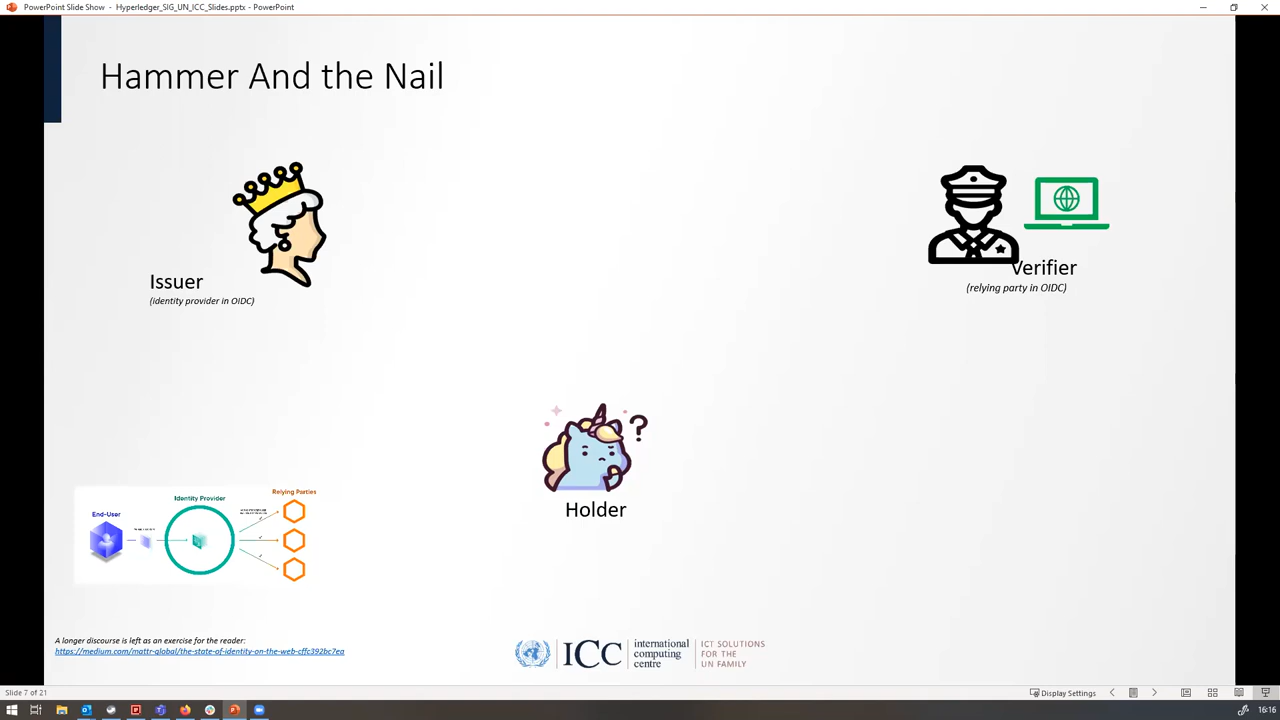 PowerPoint Slide Show - Hyperledger_SIG_UN_ICC_Slides.pptx - PowerPoint
Hammer And the Nail
Issuer
(identity provider in OIDC)
Verifier
(relying party in OIDC)
?
Holder
End-User
Identity Provider
Relying Parties
A longer discourse is left as an exercise for the reader:
https://medium.com/mattr-global/the-state-of-identity-on-the-web-cffc392bc7ea
ICC
international
computing
centre
ICT SOLUTIONS
FOR THE
UN FAMILY
Slide 7 of 21
Display Settings
16:16